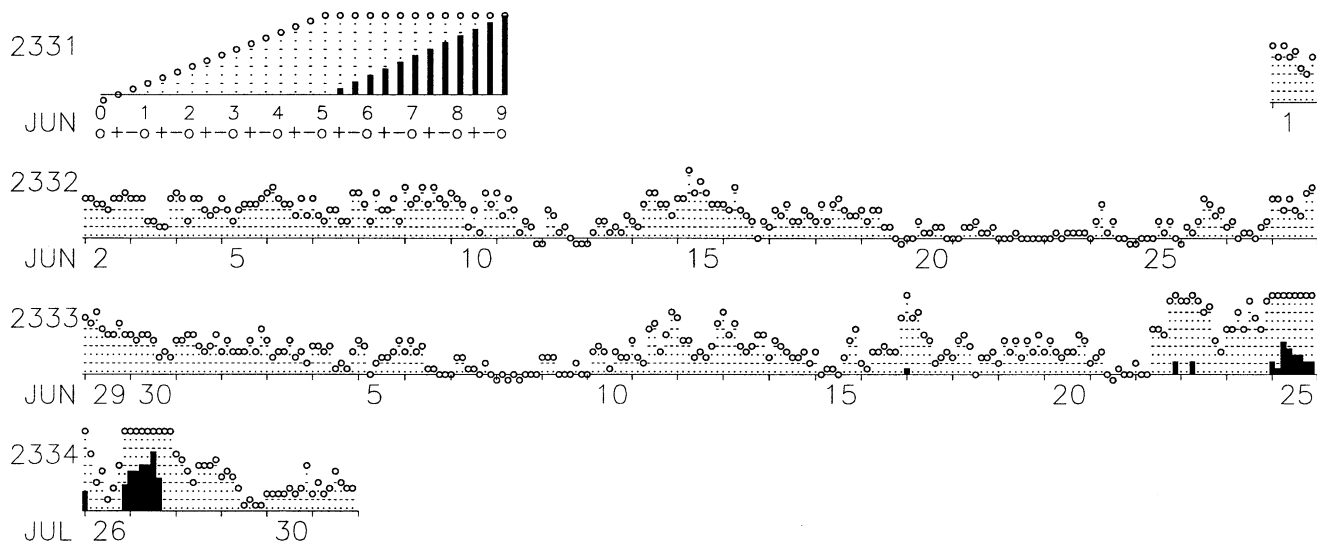 2331
0 1 2 3 4 5 6 7 8 9
JUN o+-o+-o+-o+-o+-o+-o+-o+-o+-o 1
2332
JUN 2 5 10 15 20 25
2333
JUN 29 30 5 10 15 20 25
2334
JUL 26 30